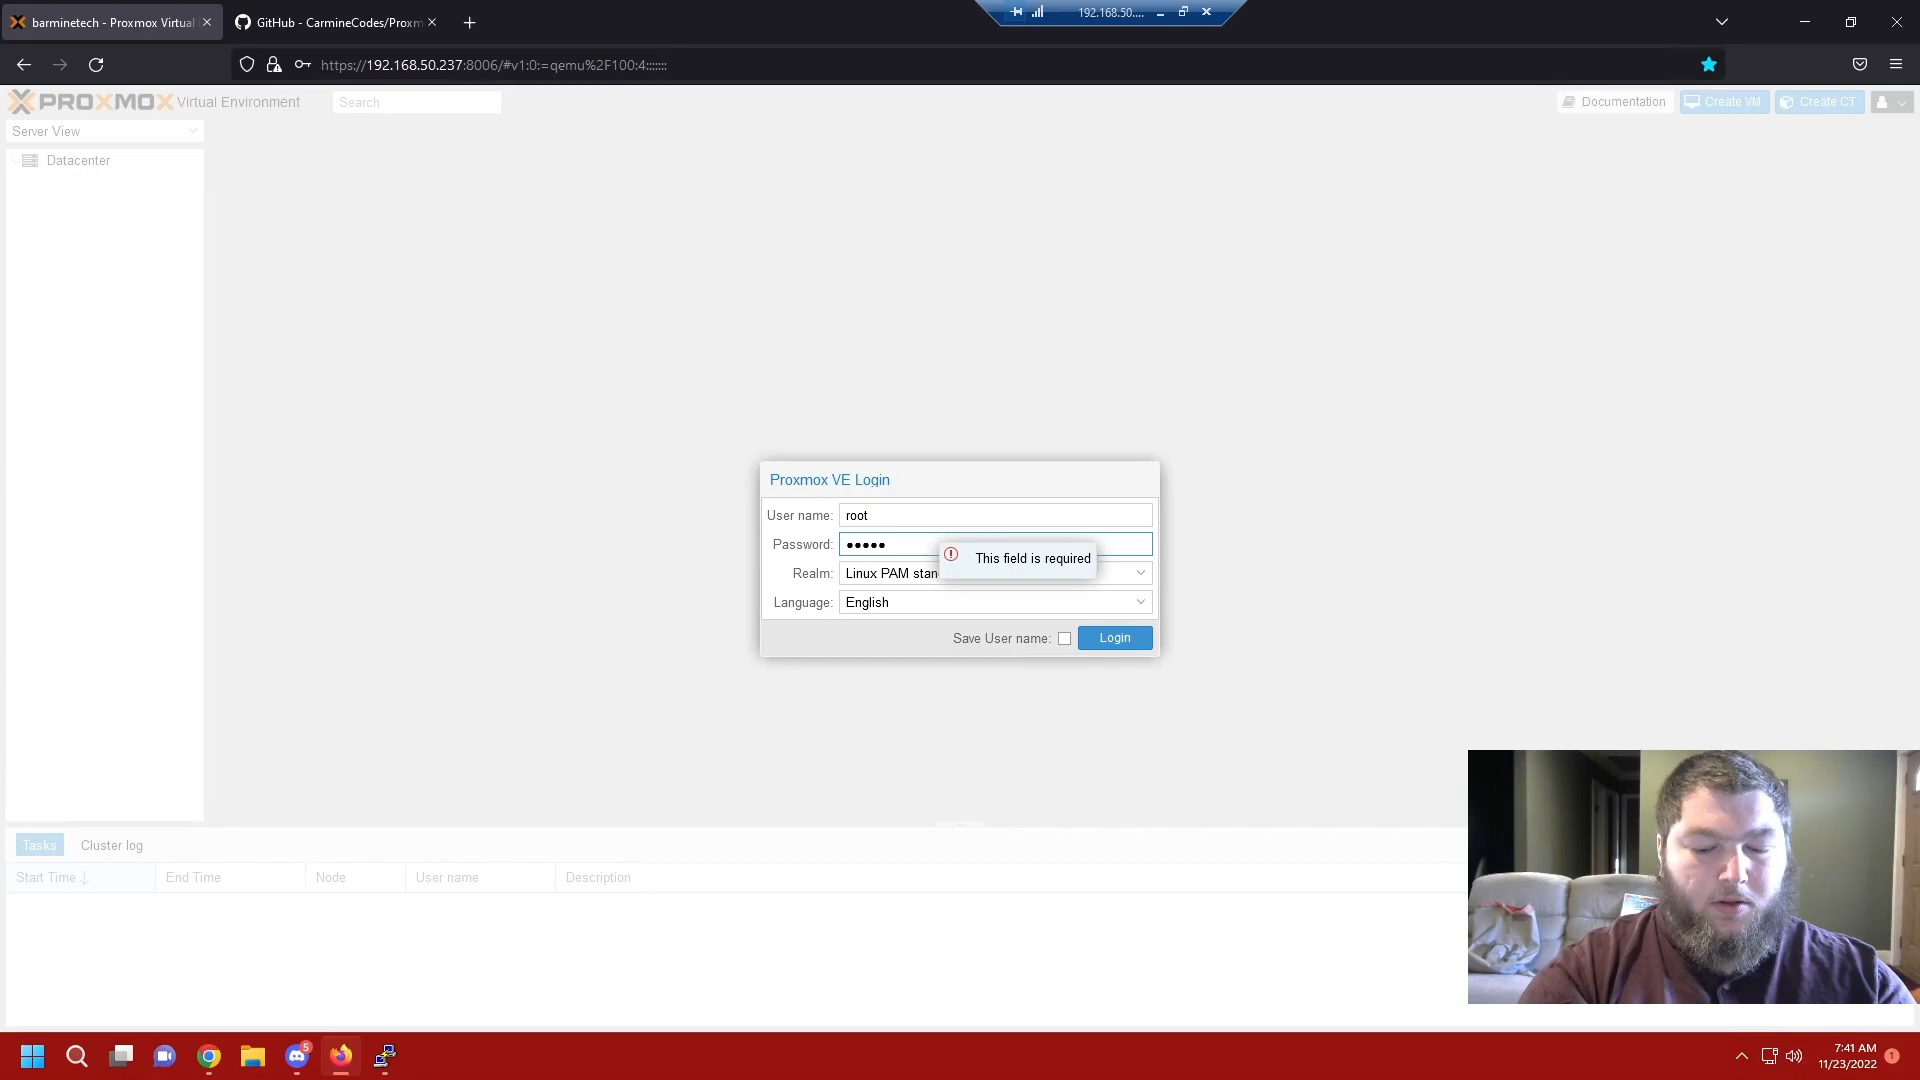 barminetech - Proxmox Virtual
GitHub - CarmineCodes/Proxm
192.168.50....
https://192.168.50.237:8006/#v1:0:=qemu%2F100:4:::::::
PROXMOX Virtual Environment
Search
Documentation
Create VM
Create CT
Server View
Datacenter
Proxmox VE Login
User name: root
Password: ●●●●●
This field is required
Realm: Linux PAM stan
Language: English
Save User name:
Login
Tasks
Cluster log
Start Time
End Time
Node
User name
Description
5
7:41 AM
11/23/2022
1